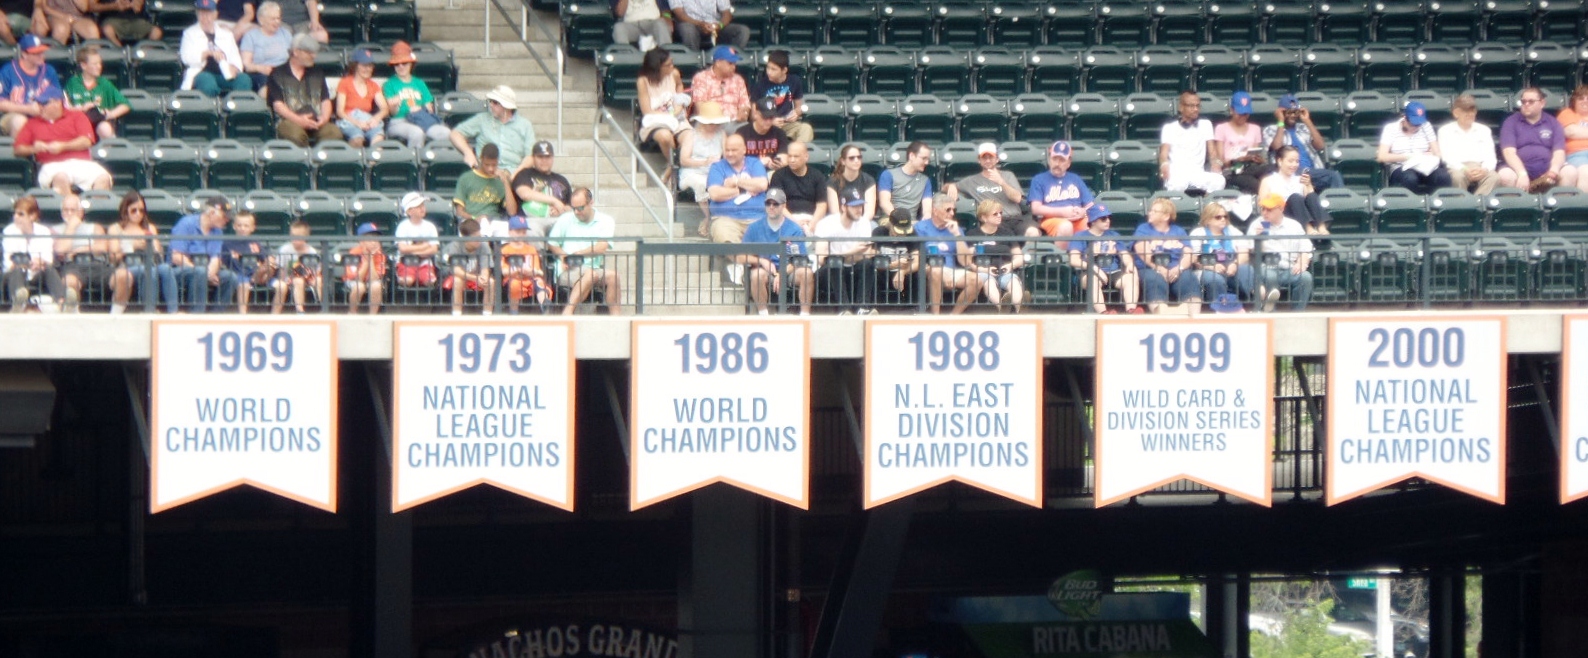 1969
WORLD
CHAMPIONS
1973
NATIONAL
LEAGUE
CHAMPIONS
1986
WORLD
CHAMPIONS
1988
N.L. EAST
DIVISION
CHAMPIONS
1999
WILD CARD &
DIVISION SERIES
WINNERS
2000
NATIONAL
LEAGUE
CHAMPIONS
C
Mets
BUD
LIGHT
NACHOS GRAND
RITA CABANA